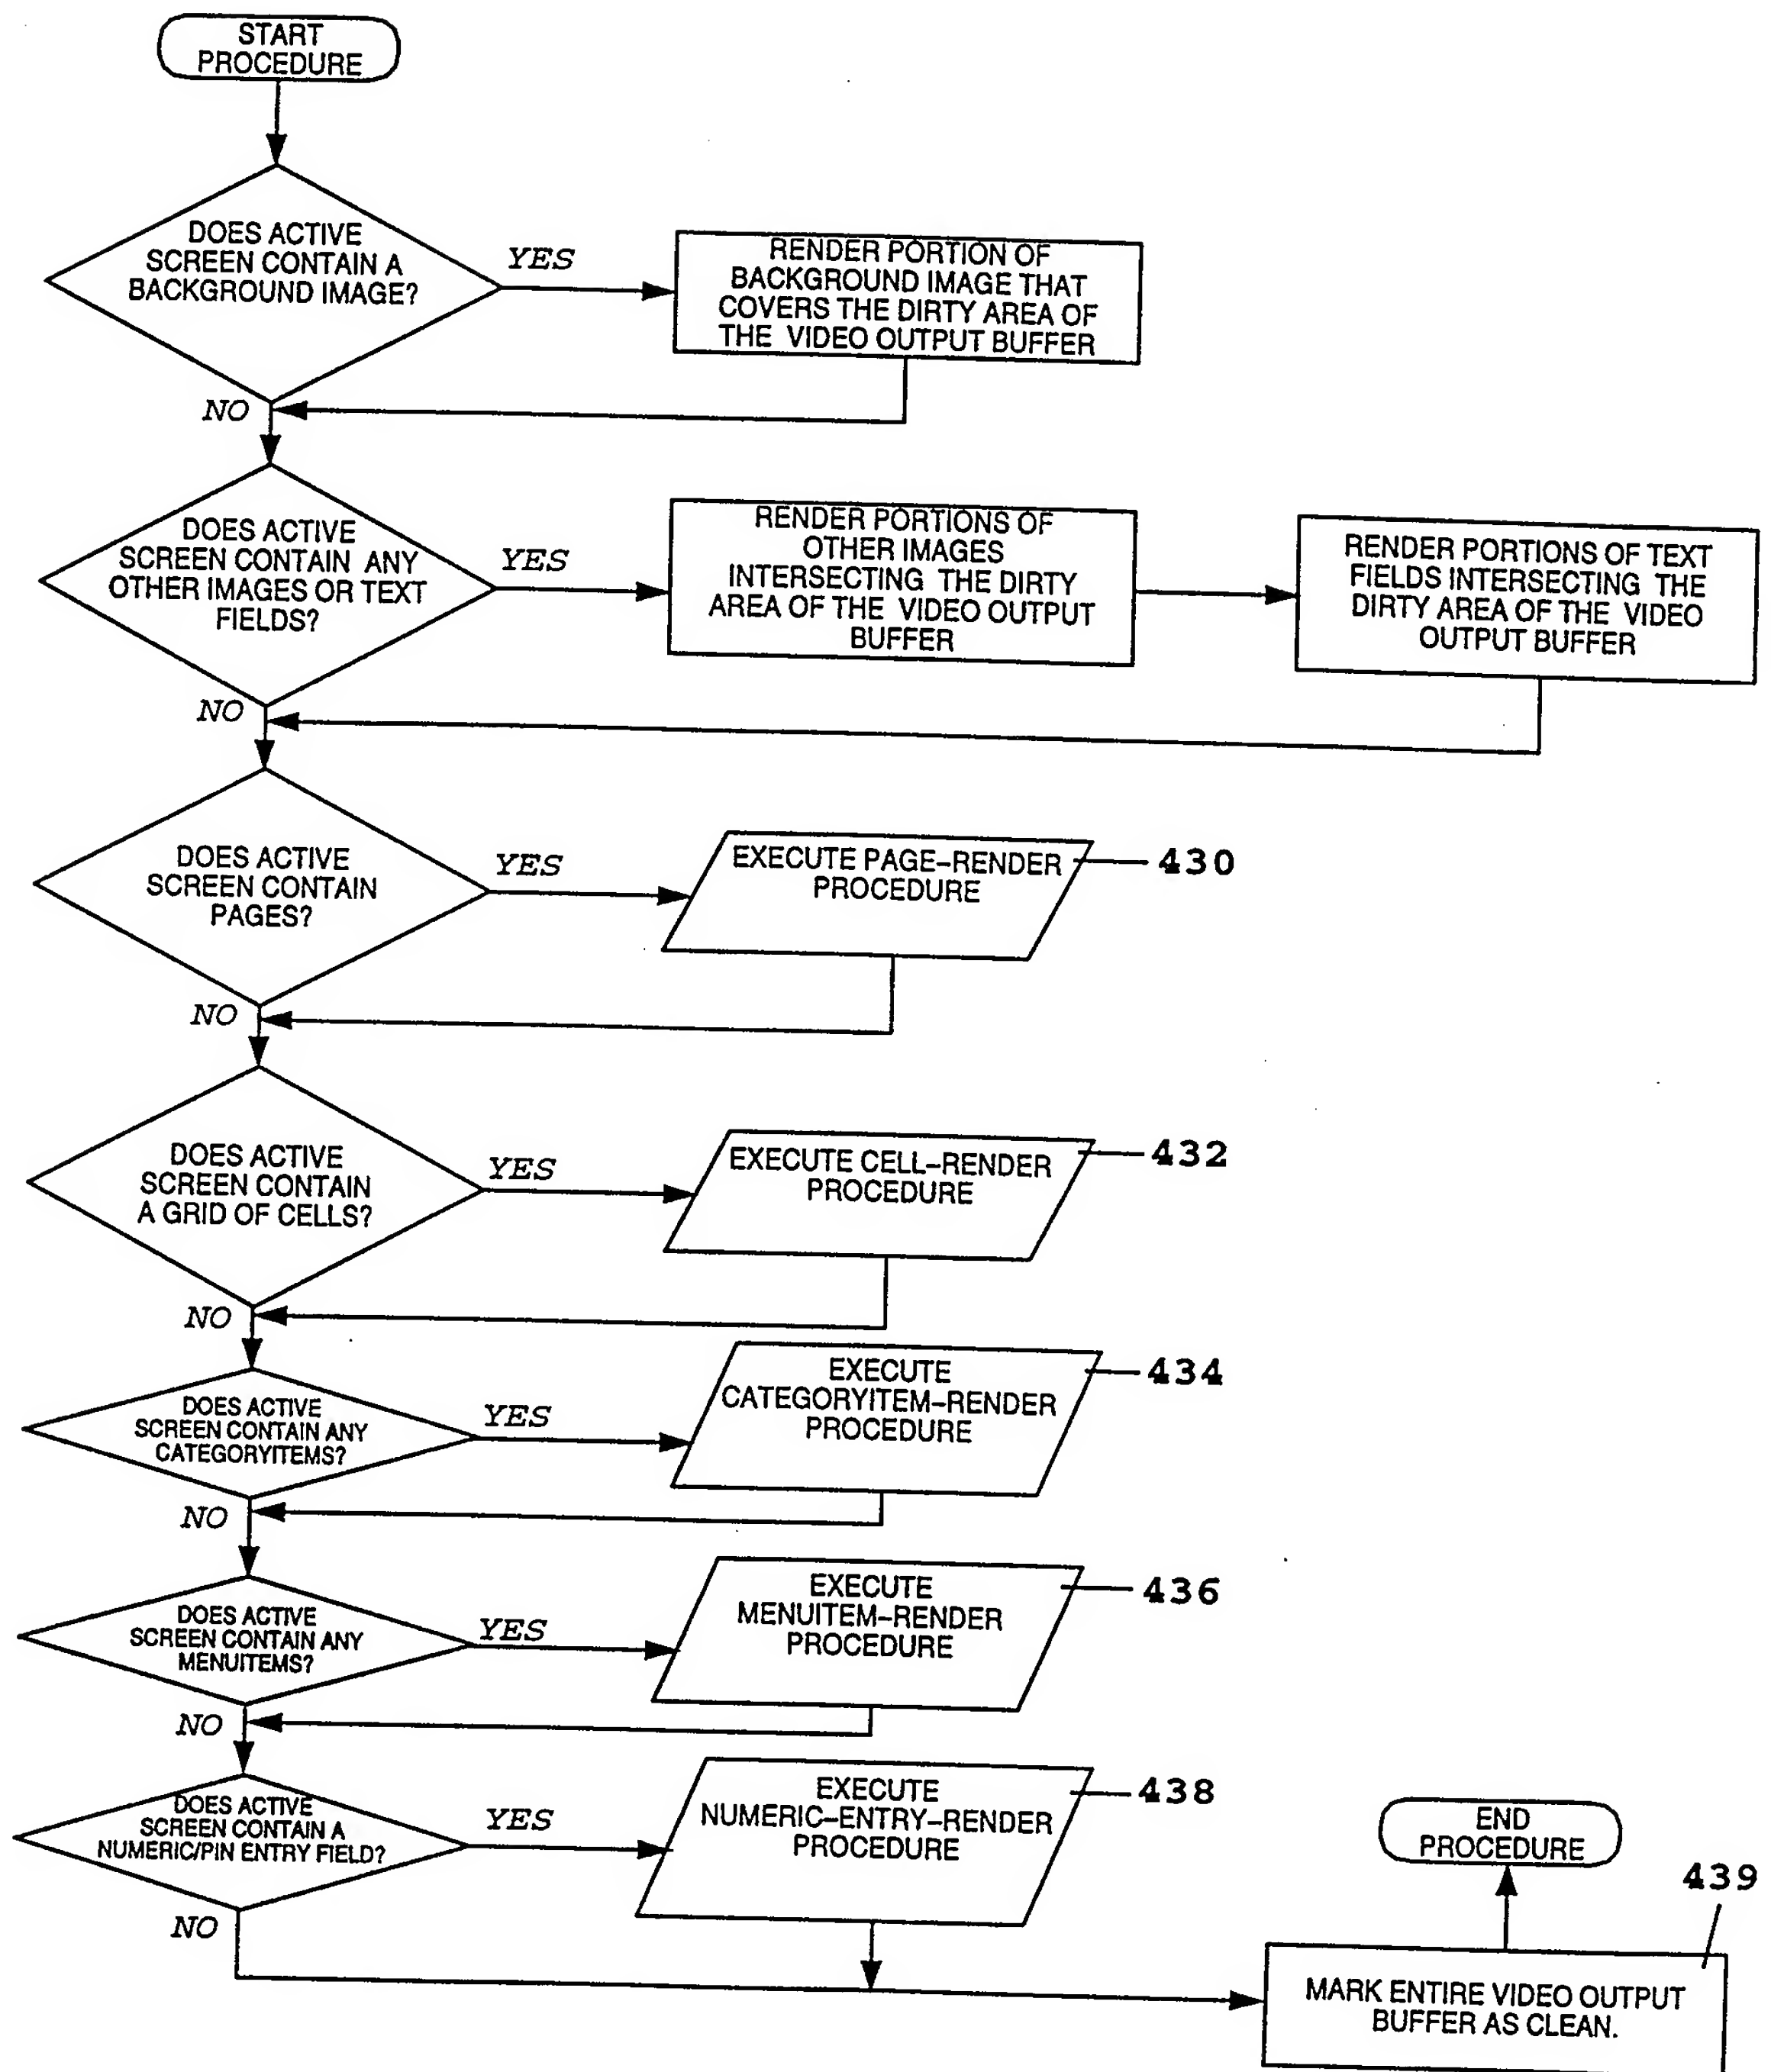 START
PROCEDURE
DOES ACTIVE
SCREEN CONTAIN A
BACKGROUND IMAGE?
YES
RENDER PORTION OF
BACKGROUND IMAGE THAT
COVERS THE DIRTY AREA OF
THE VIDEO OUTPUT BUFFER
NO
DOES ACTIVE
SCREEN CONTAIN ANY
OTHER IMAGES OR TEXT
FIELDS?
YES
RENDER PORTIONS OF
OTHER IMAGES
INTERSECTING THE DIRTY
AREA OF THE VIDEO OUTPUT
BUFFER
RENDER PORTIONS OF TEXT
FIELDS INTERSECTING THE
DIRTY AREA OF THE VIDEO
OUTPUT BUFFER
NO
DOES ACTIVE
SCREEN CONTAIN
PAGES?
YES
EXECUTE PAGE-RENDER
PROCEDURE
430
NO
DOES ACTIVE
SCREEN CONTAIN
A GRID OF CELLS?
YES
EXECUTE CELL-RENDER
PROCEDURE
432
NO
DOES ACTIVE
SCREEN CONTAIN ANY
CATEGORYITEMS?
YES
EXECUTE
CATEGORYITEM-RENDER
PROCEDURE
434
NO
DOES ACTIVE
SCREEN CONTAIN ANY
MENUITEMS?
YES
EXECUTE
MENUITEM-RENDER
PROCEDURE
436
NO
DOES ACTIVE
SCREEN CONTAIN A
NUMERIC/PIN ENTRY FIELD?
YES
EXECUTE
NUMERIC-ENTRY-RENDER
PROCEDURE
438
NO
END
PROCEDURE
439
MARK ENTIRE VIDEO OUTPUT
BUFFER AS CLEAN.